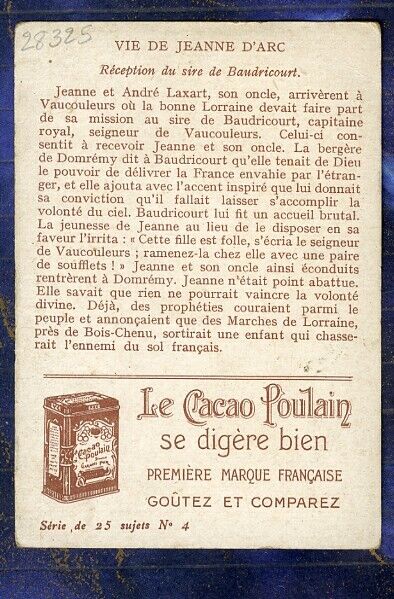 28325
VIE DE JEANNE D'ARC
Réception du sire de Baudricourt.
Jeanne et André Laxart, son oncle, arrivèrent à
Vaucouleurs où la bonne Lorraine devait faire part
de sa mission au sire de Baudricourt, capitaine
royal, seigneur de Vaucouleurs. Celui-ci con-
sentit à recevoir Jeanne et son oncle. La bergère
de Domrémy dit à Baudricourt qu'elle tenait de Dieu
le pouvoir de délivrer la France envahie par l'étran-
ger, et elle ajouta avec l'accent inspiré que lui donnait
sa conviction qu'il fallait laisser s'accomplir la
volonté du ciel. Baudricourt lui fit un accueil brutal.
La jeunesse de Jeanne au lieu de le disposer en sa
faveur l'irrita : « Cette fille est folle, s'écria le seigneur
de Vaucouleurs ; ramenez-la chez elle avec une paire
de soufflets ! » Jeanne et son oncle ainsi éconduits
rentrèrent à Domrémy. Jeanne n'était point abattue.
Elle savait que rien ne pourrait vaincre la volonté
divine. Déjà, des prophéties couraient parmi le
peuple et annonçaient que des Marches de Lorraine,
près de Bois-Chenu, sortirait une enfant qui chasse-
rait l'ennemi du sol français.
Le Cacao Poulain
se digère bien
PREMIÈRE MARQUE FRANÇAISE
GOÛTEZ ET COMPAREZ
Cacao
Poulain
Série de 25 sujets No 4